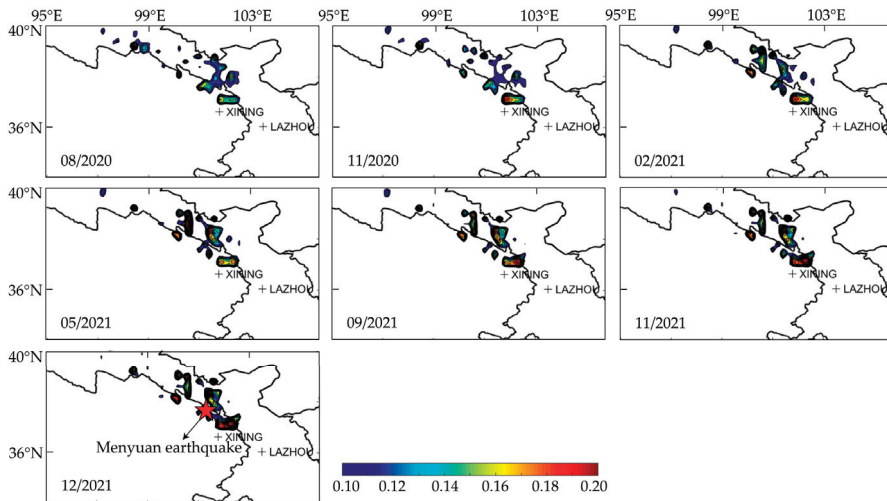 95°E 99°E 103°E 95°E 99°E 103°E 95°E 99°E 103°E
40°N
XINING
36°N
LAZHOU
08/2020
XINING
LAZHOU
11/2020
XINING
LAZHOU
02/2021
40°N
XINING
36°N
LAZHOU
05/2021
XINING
LAZHOU
09/2021
XINING
LAZHOU
11/2021
40°N
XINING
Menyuan earthquake
36°N
LAZHOU
12/2021
0.10 0.12 0.14 0.16 0.18 0.20